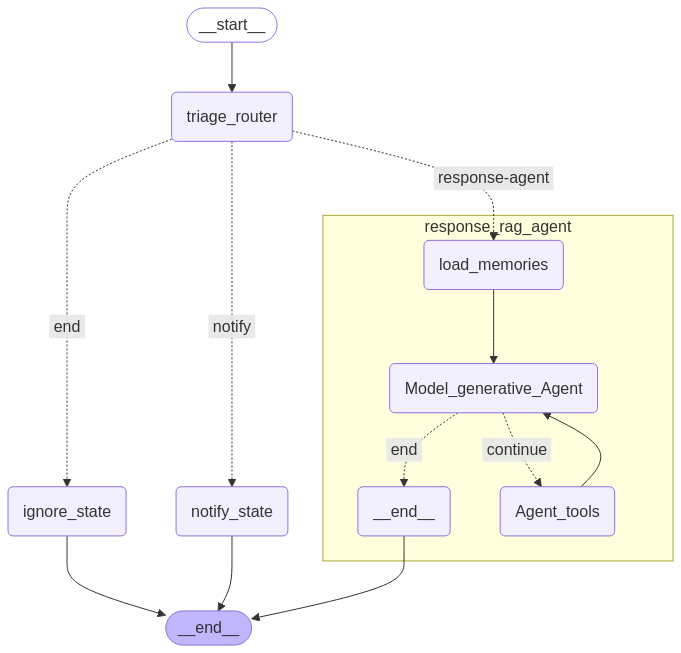 __start__
triage_router
response-agent
response_rag_agent
load_memories
end
notify
Model_generative_Agent
end
continue
ignore_state
notify_state
__end__
Agent_tools
__end__